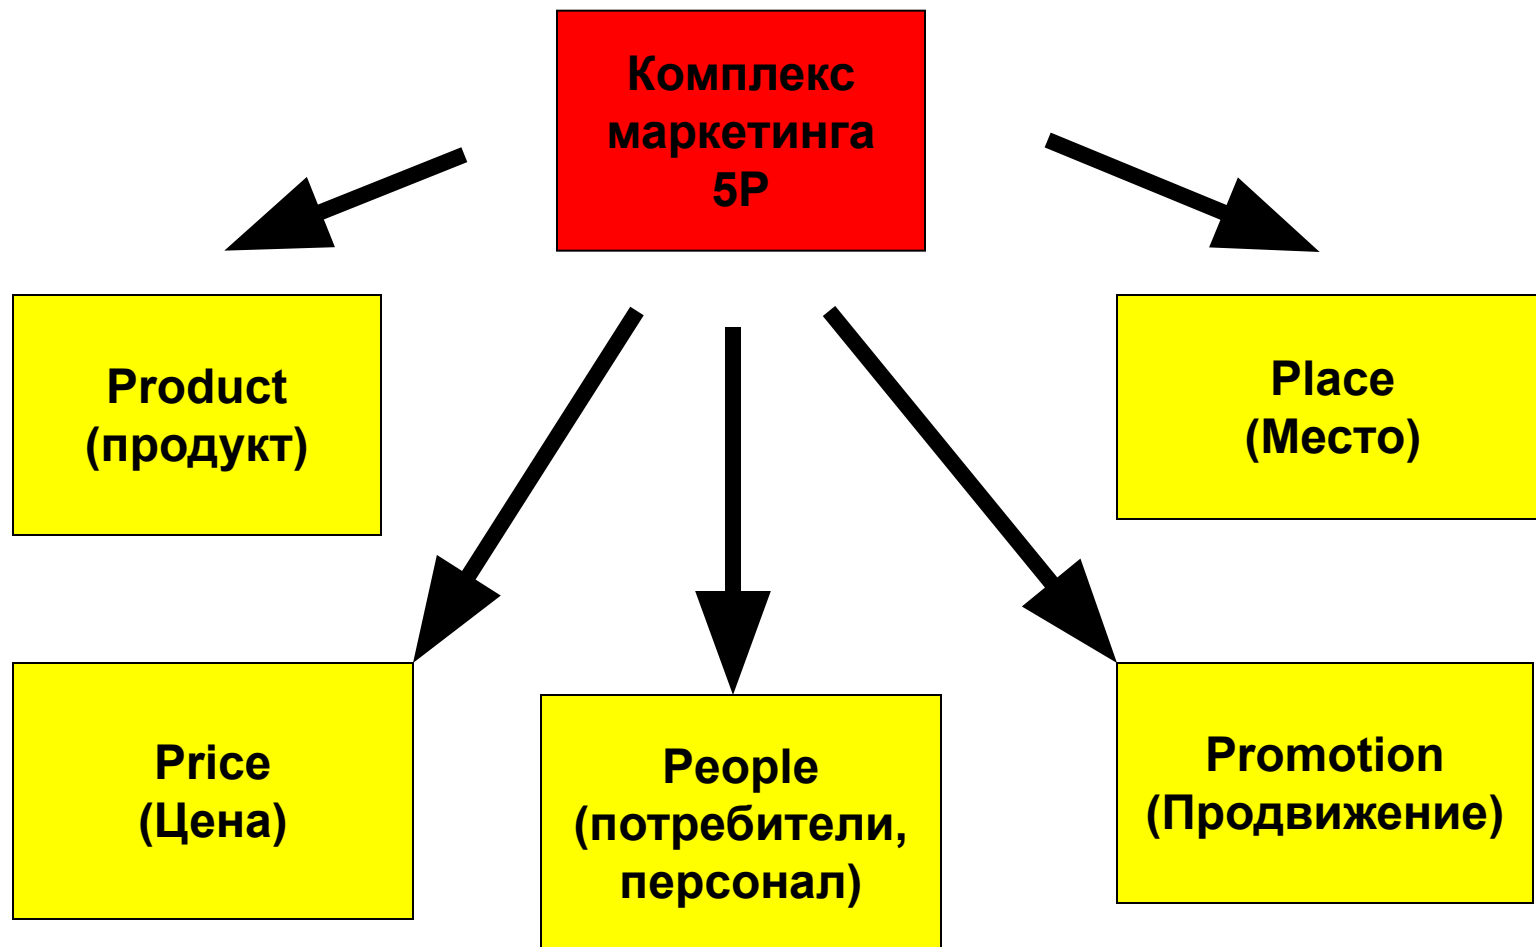 Комплекс
маркетинга
5P
Product
(продукт)
Place
(Место)
Price
(Цена)
People
(потребители,
персонал)
Promotion
(Продвижение)